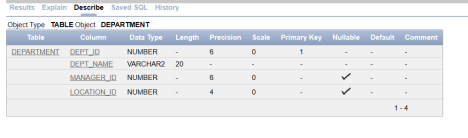 Results Explain Describe Saved SQL History
Object Type TABLE Object DEPARTMENT
Table Column Data Type Length Precision Scale Primary Key Nullable Default Comment
DEPARTMENT DEPT_ID NUMBER - 6 0 1 - - -
DEPT_NAME VARCHAR2 20 - - - - - -
MANAGER_ID NUMBER - 6 0 - ✓ - -
LOCATION_ID NUMBER - 4 0 - ✓ - -
1 - 4